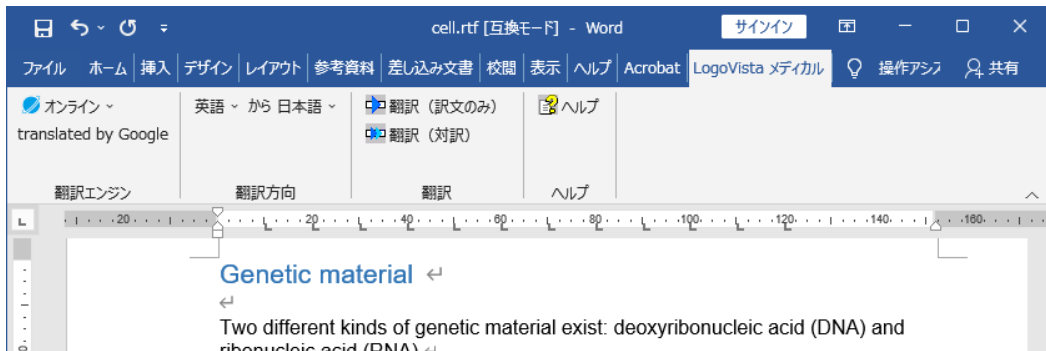 cell.rtf [互換モード] - Word サインイン
ファイル ホーム 挿入 デザイン レイアウト 参考資料 差し込み文書 校閲 表示 ヘルプ Acrobat LogoVista メディカル 操作アシス 共有
オンライン 英語 から 日本語 翻訳（訳文のみ） ヘルプ
translated by Google 翻訳（対訳）
翻訳エンジン 翻訳方向 翻訳 ヘルプ
20 20 40 60 80 100 120 140 160
Genetic material
Two different kinds of genetic material exist: deoxyribonucleic acid (DNA) and
ribonucleic acid (RNA)